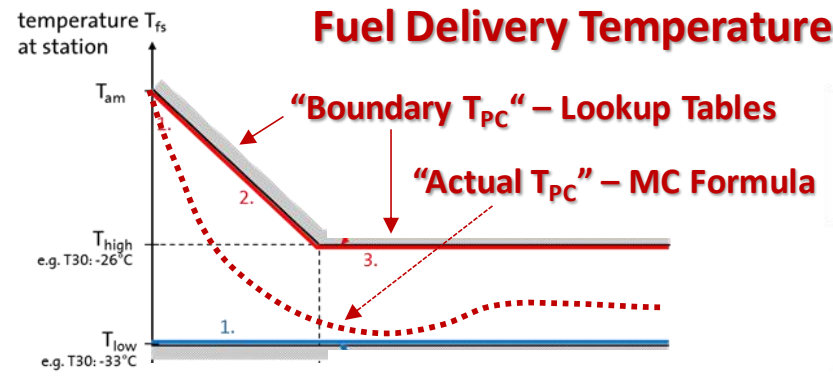 temperature Tfs
at station
Fuel Delivery Temperature
Tam
“Boundary TPC“ – Lookup Tables
1.
2.
“Actual TPC” – MC Formula
Thigh
e.g. T30: -26°C
3.
1.
Tlow
e.g. T30: -33°C